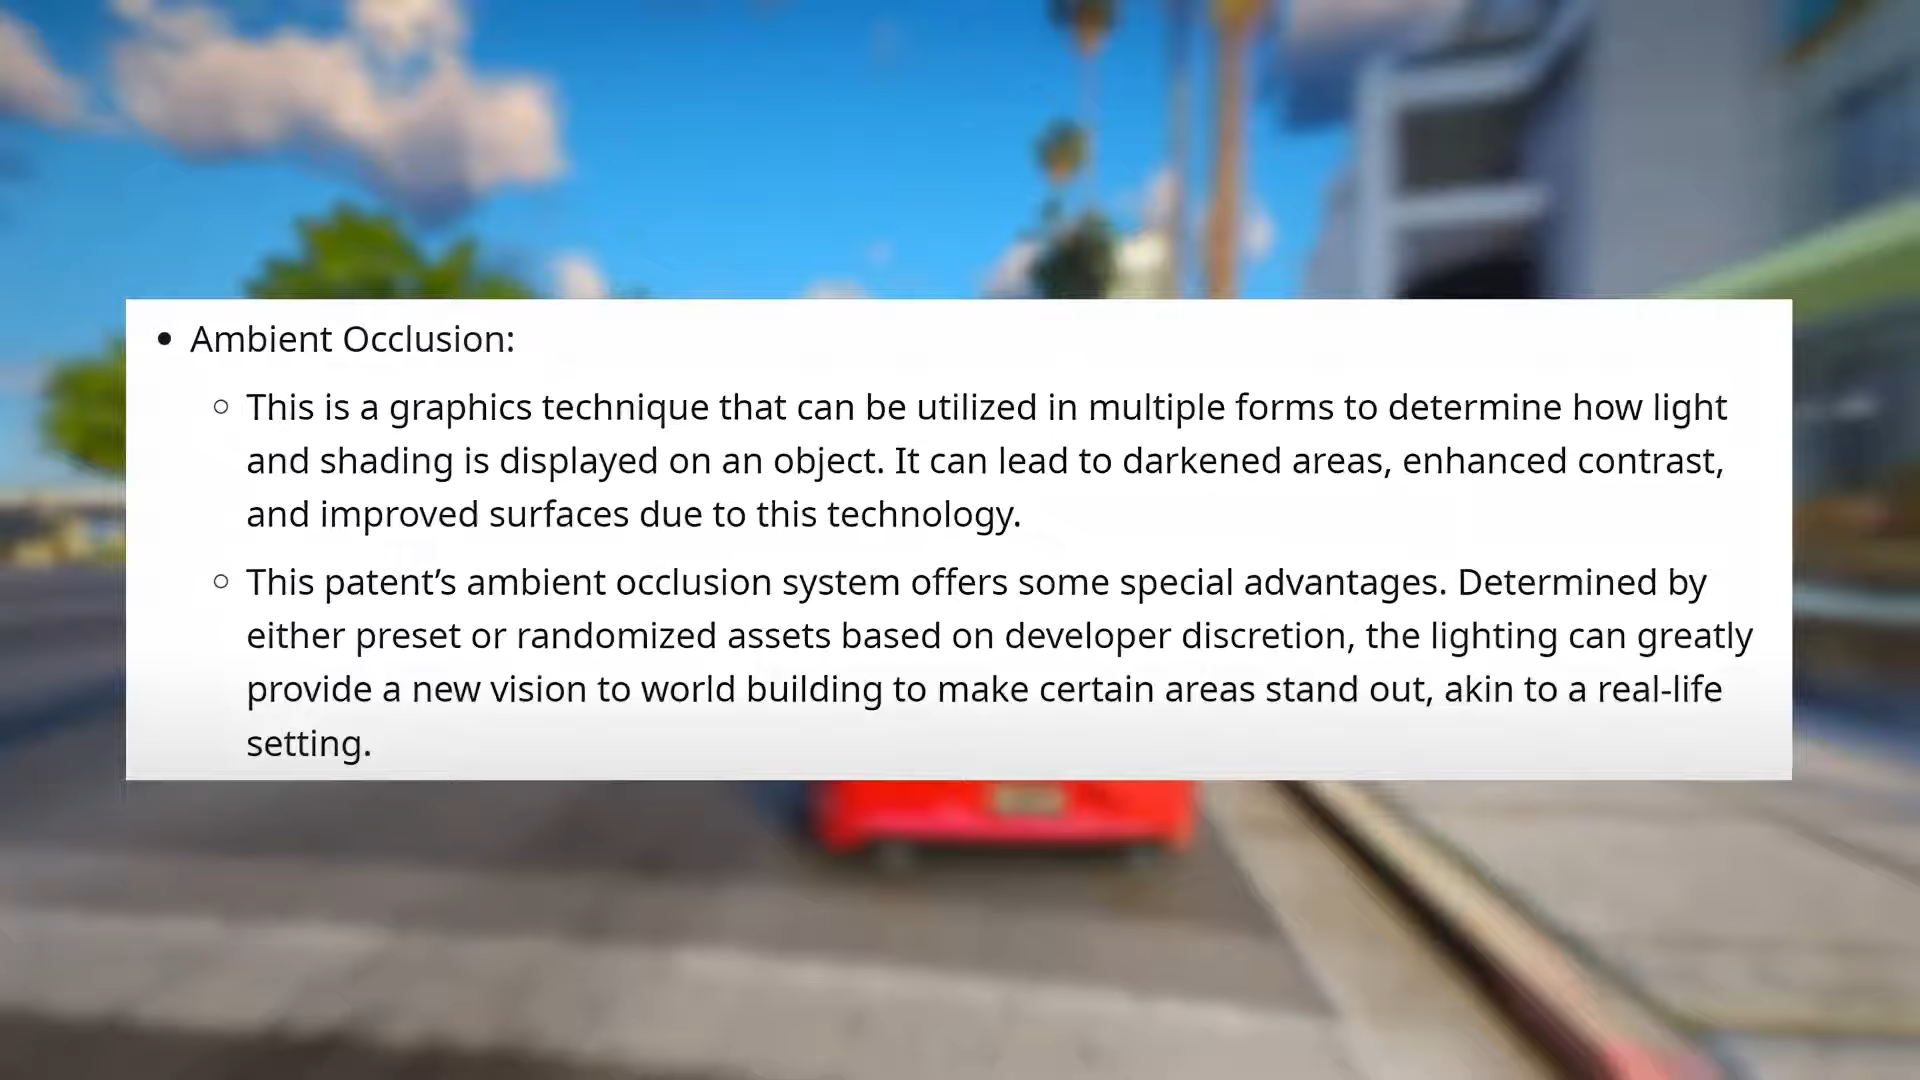 • Ambient Occlusion:
○ This is a graphics technique that can be utilized in multiple forms to determine how light
and shading is displayed on an object. It can lead to darkened areas, enhanced contrast,
and improved surfaces due to this technology.
○ This patent’s ambient occlusion system offers some special advantages. Determined by
either preset or randomized assets based on developer discretion, the lighting can greatly
provide a new vision to world building to make certain areas stand out, akin to a real-life
setting.